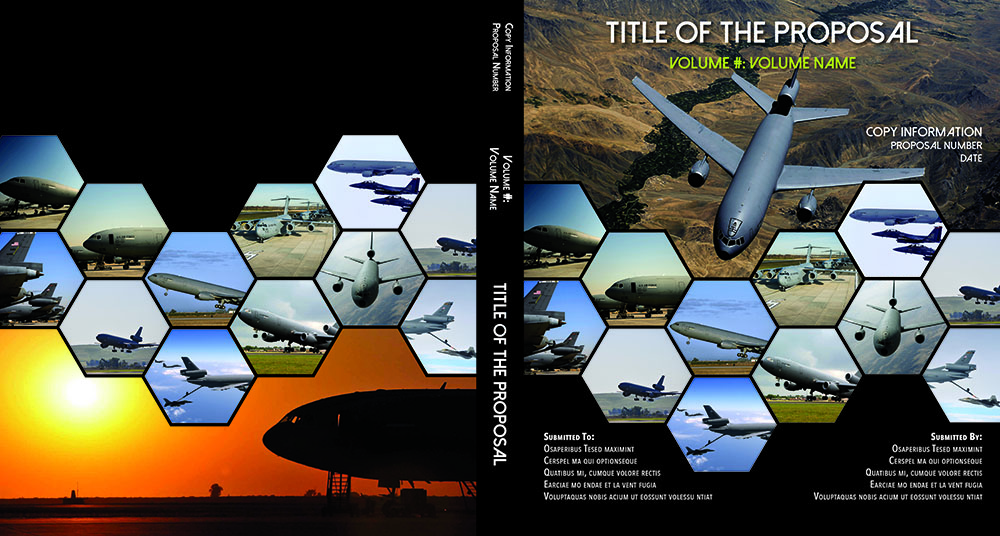 Copy Information
Proposal Number
Volume #:
Volume Name
TITLE OF THE PROPOSAL
TITLE OF THE PROPOSAL
VOLUME #: VOLUME NAME
COPY INFORMATION
PROPOSAL NUMBER
DATE
Submitted To:
Osaperibus Tesed maximint
Cerspel ma qui optionseque
Quatibus mi, cumque volore rectis
Earciae mo endae et la vent fugia
Voluptaquas nobis acium ut eossunt volessu ntiat
Submitted By:
Osaperibus Tesed maximint
Cerspel ma qui optionseque
Quatibus mi, cumque volore rectis
Earciae mo endae et la vent fugia
Voluptaquas nobis acium ut eossunt volessu ntiat